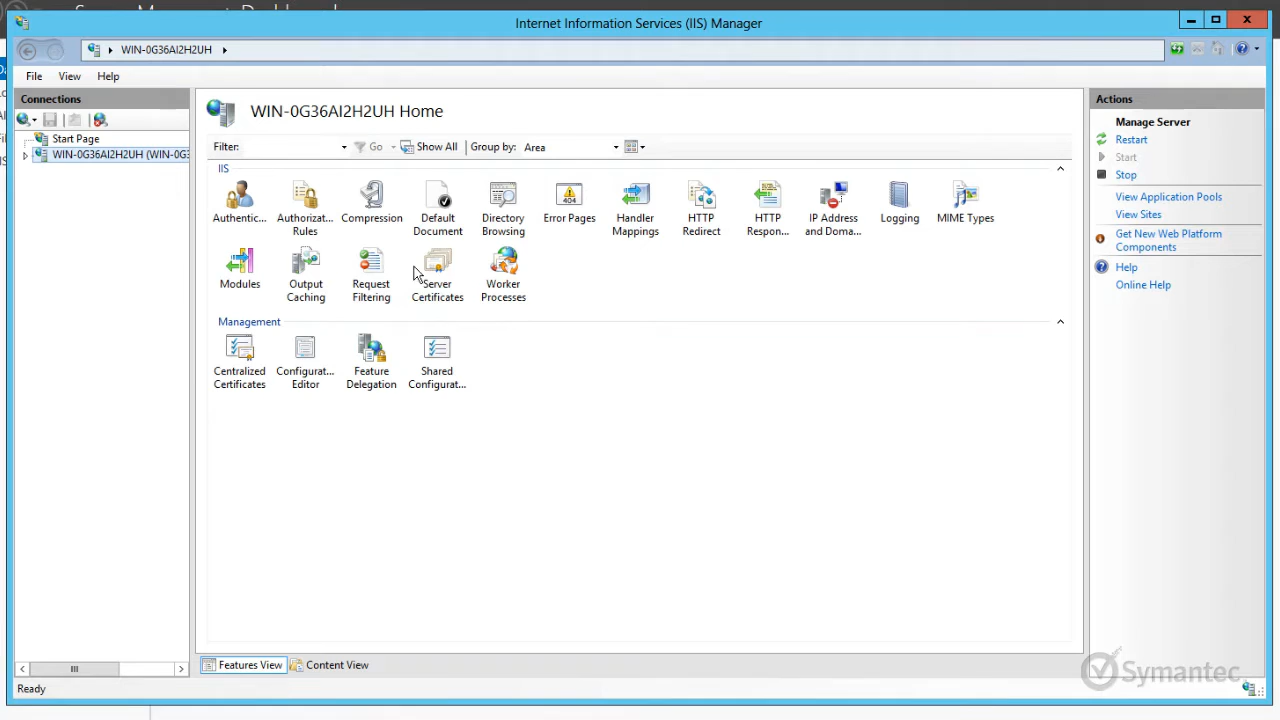 Internet Information Services (IIS) Manager
WIN-0G36AI2H2UH
File View Help
Connections
Start Page
WIN-0G36AI2H2UH (WIN-0G3
WIN-0G36AI2H2UH Home
Filter: Go Show All Group by: Area
IIS
Authentic... Authorizat... Rules Compression Default Document Directory Browsing Error Pages Handler Mappings HTTP Redirect HTTP Respon... IP Address and Doma... Logging MIME Types
404
Modules Output Caching Request Filtering Server Certificates Worker Processes
Management
Centralized Certificates Configurat... Editor Feature Delegation Shared Configurat...
Features View Content View
Ready
Actions
Manage Server
Restart
Start
Stop
View Application Pools
View Sites
Get New Web Platform
Components
Help
Online Help
Symantec